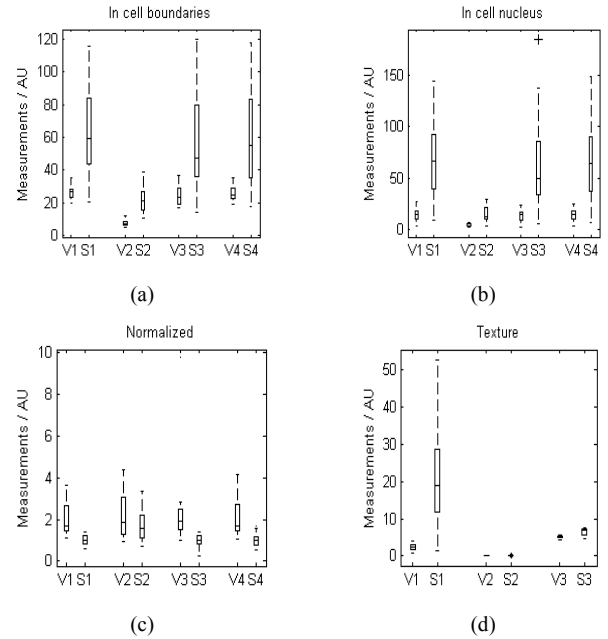 In cell boundaries
Measurements / AU
120
100
80
60
40
20
0
V1 S1 V2 S2 V3 S3 V4 S4
(a)
In cell nucleus
Measurements / AU
150
100
50
0
V1 S1 V2 S2 V3 S3 V4 S4
(b)
Normalized
Measurements / AU
10
8
6
4
2
0
V1 S1 V2 S2 V3 S3 V4 S4
(c)
Texture
Measurements / AU
50
40
30
20
10
0
V1 S1 V2 S2 V3 S3
(d)